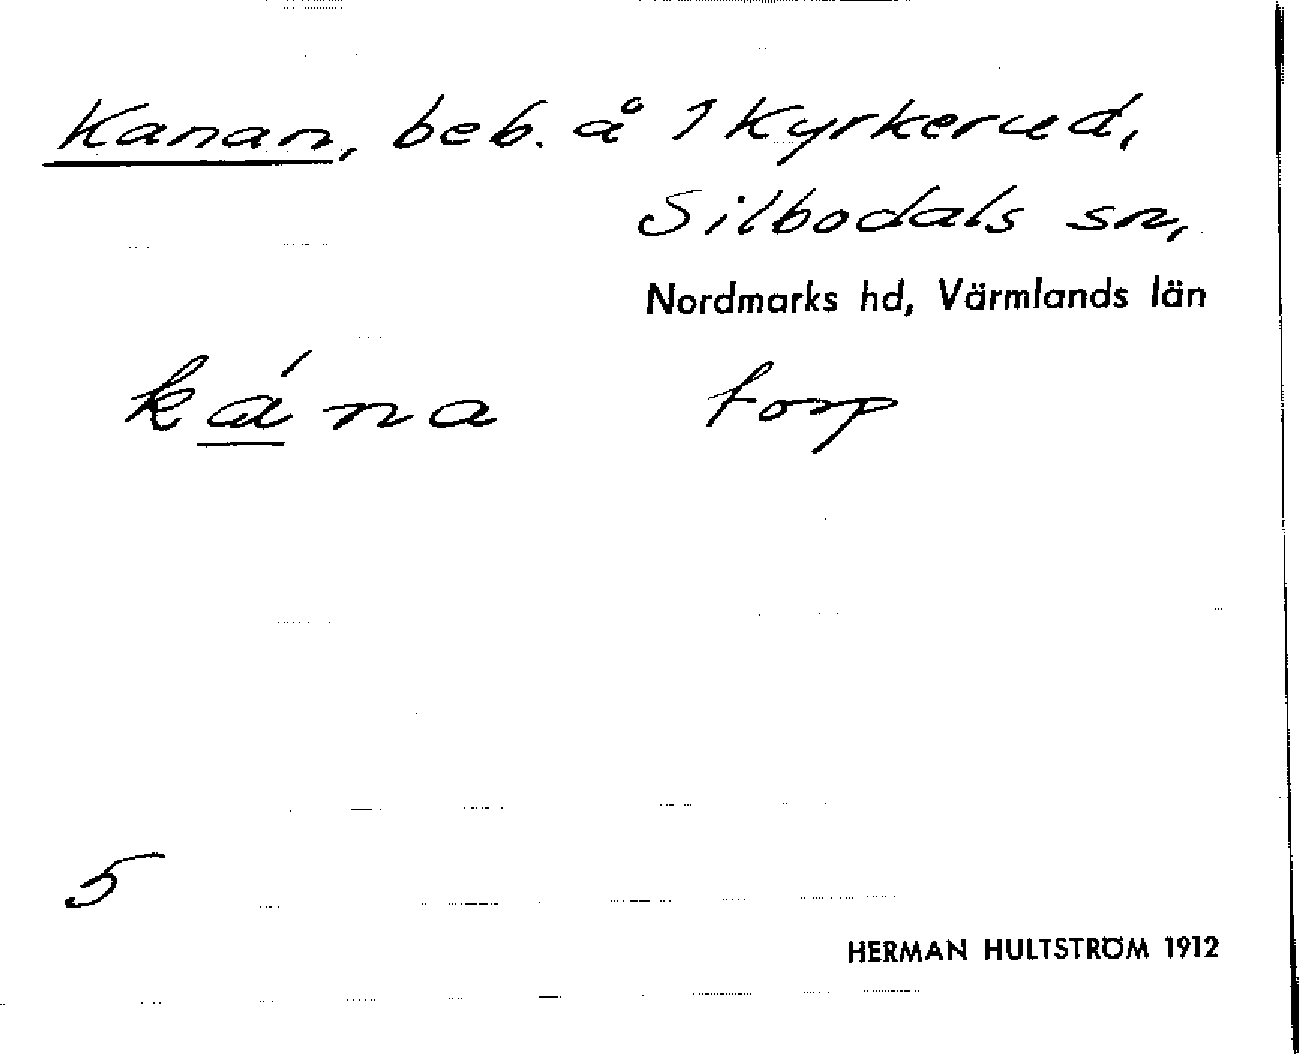 Kanan, beb. å 1 Kyrkerud,
Silbodals sn,
Nordmarks hd, Värmlands län
ká na torp
5
HERMAN HULTSTRÖM 1912